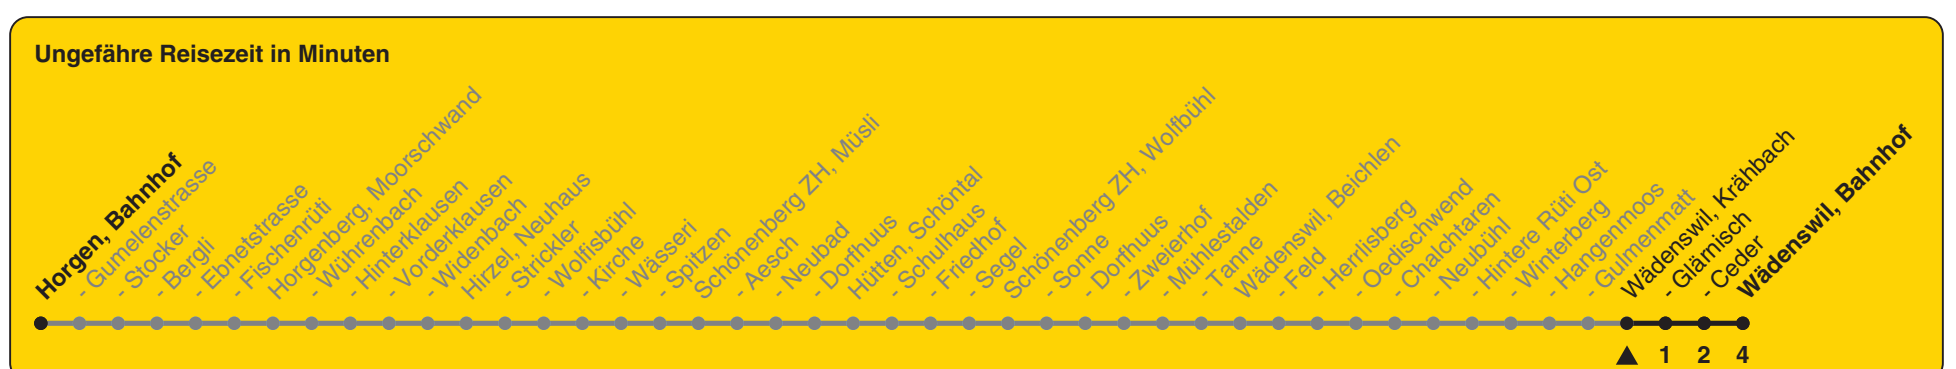 Ungefähre Reisezeit in Minuten
Horgen, Bahnhof
- Gumelenstrasse
- Stocker
- Bergli
- Ebnetstrasse
- Fischenrüti
Horgenberg, Moorschwand
- Wührenbach
- Hinterklausen
- Vorderklausen
- Widenbach
Hirzel, Neuhaus
- Strickler
- Wolfisbühl
- Kirche
- Wässeri
- Spitzen
Schönenberg ZH, Müsli
- Aesch
- Neubad
- Dorfhuus
Hütten, Schöntal
- Schulhaus
- Friedhof
- Segel
Schönenberg ZH, Wolfbühl
- Sonne
- Dorfhuus
- Zweierhof
- Mühlestalden
- Tanne
Wädenswil, Beichlen
- Feld
- Herrlisberg
- Oedischwend
- Chalchtaren
- Neubühl
- Hintere Rüti Ost
- Winterberg
- Hangenmoos
- Gulmenmatt
Wädenswil, Krähbach
- Glärnisch
- Ceder
Wädenswil, Bahnhof
1 2 4